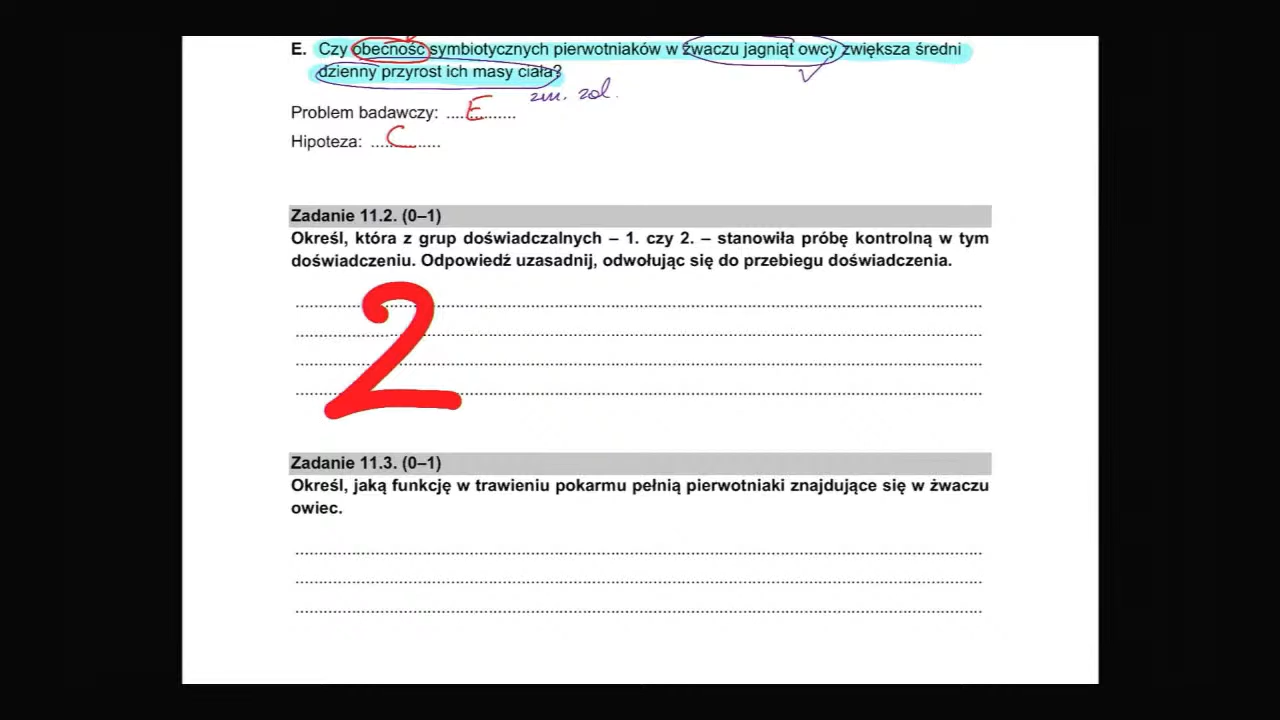 E. Czy obecność symbiotycznych pierwotniaków w żwaczu jagniąt owcy zwiększa średni
dzienny przyrost ich masy ciała?
zm. zal.
Problem badawczy: ....E...........
Hipoteza: ....C...........
Zadanie 11.2. (0–1)
Określ, która z grup doświadczalnych – 1. czy 2. – stanowiła próbę kontrolną w tym
doświadczeniu. Odpowiedź uzasadnij, odwołując się do przebiegu doświadczenia.
2
Zadanie 11.3. (0–1)
Określ, jaką funkcję w trawieniu pokarmu pełnią pierwotniaki znajdujące się w żwaczu
owiec.